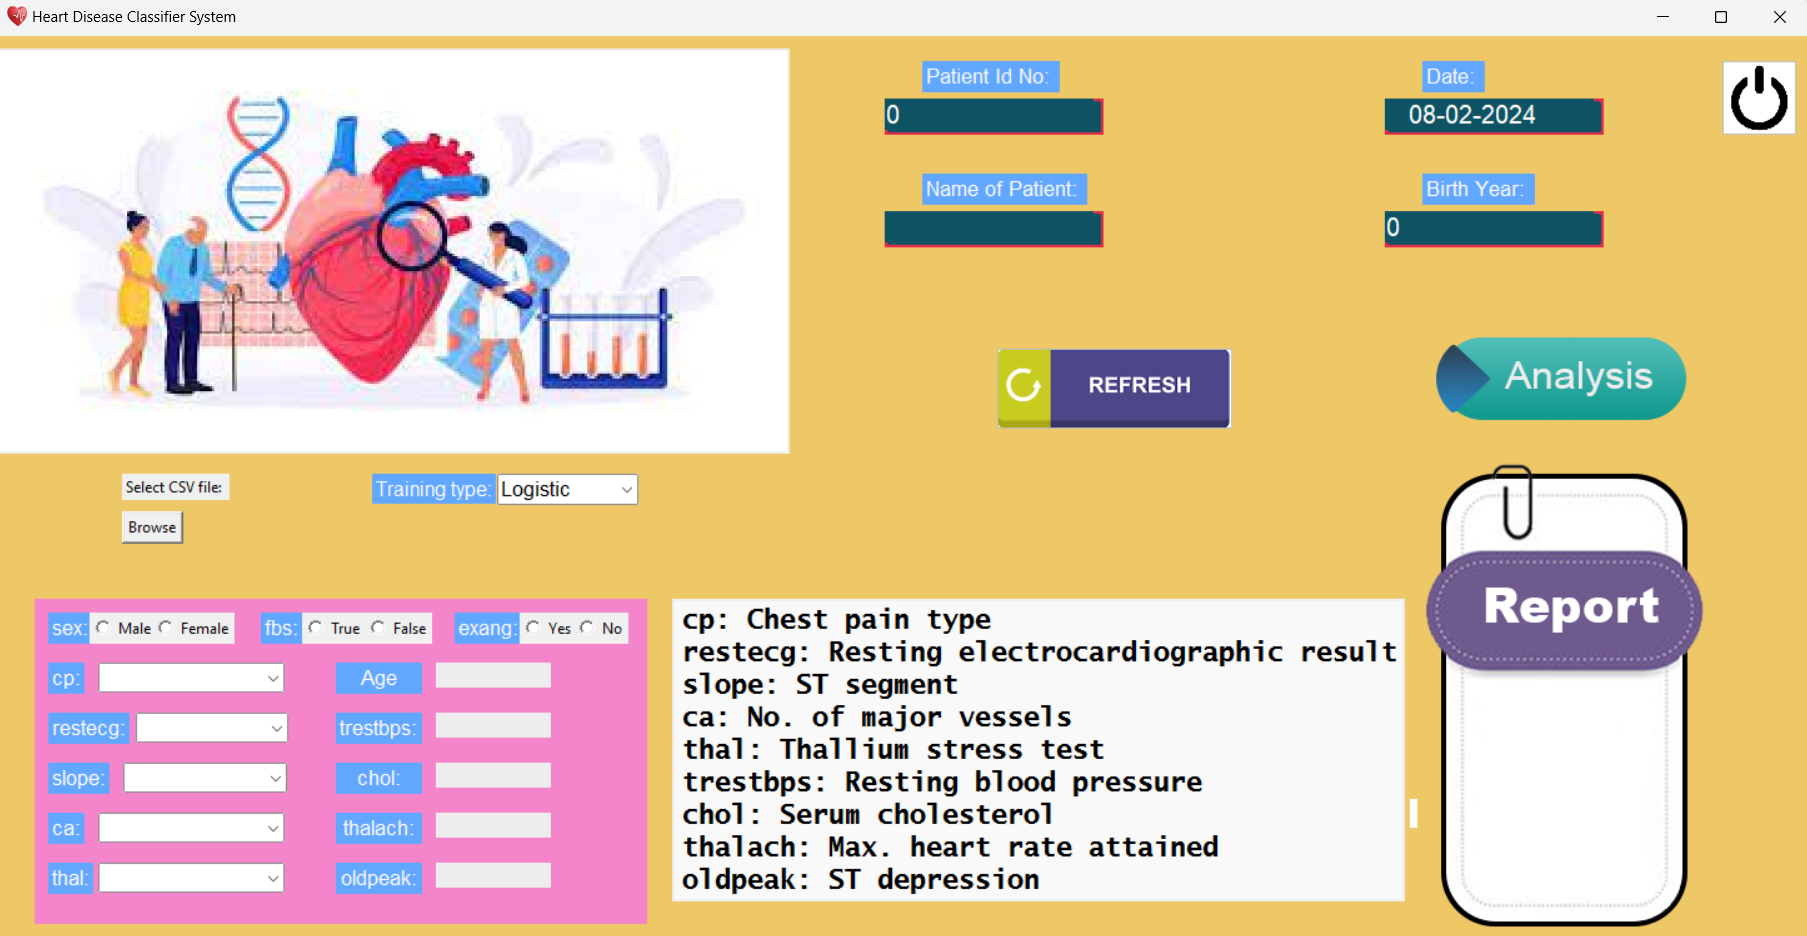 Heart Disease Classifier System
Patient Id No:
0
Date:
08-02-2024
Name of Patient:
Birth Year:
0
REFRESH
Analysis
Select CSV file:
Browse
Training type: Logistic
Report
sex: Male Female fbs: True False exang: Yes No
cp: Age
restecg: trestbps:
slope: chol:
ca: thalach:
thal: oldpeak:
cp: Chest pain type
restecg: Resting electrocardiographic result
slope: ST segment
ca: No. of major vessels
thal: Thallium stress test
trestbps: Resting blood pressure
chol: Serum cholesterol
thalach: Max. heart rate attained
oldpeak: ST depression